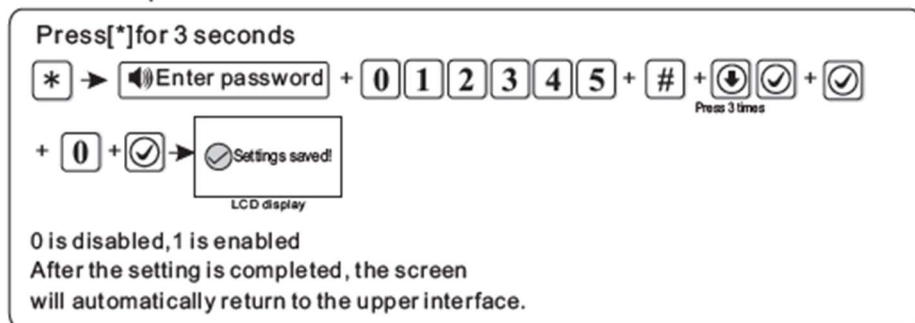 Press[*]for 3 seconds
* Enter password + 0 1 2 3 4 5 + # + +
Press 3 times
+ 0 + Settings saved!
LCD display
0 is disabled,1 is enabled
After the setting is completed, the screen
will automatically return to the upper interface.